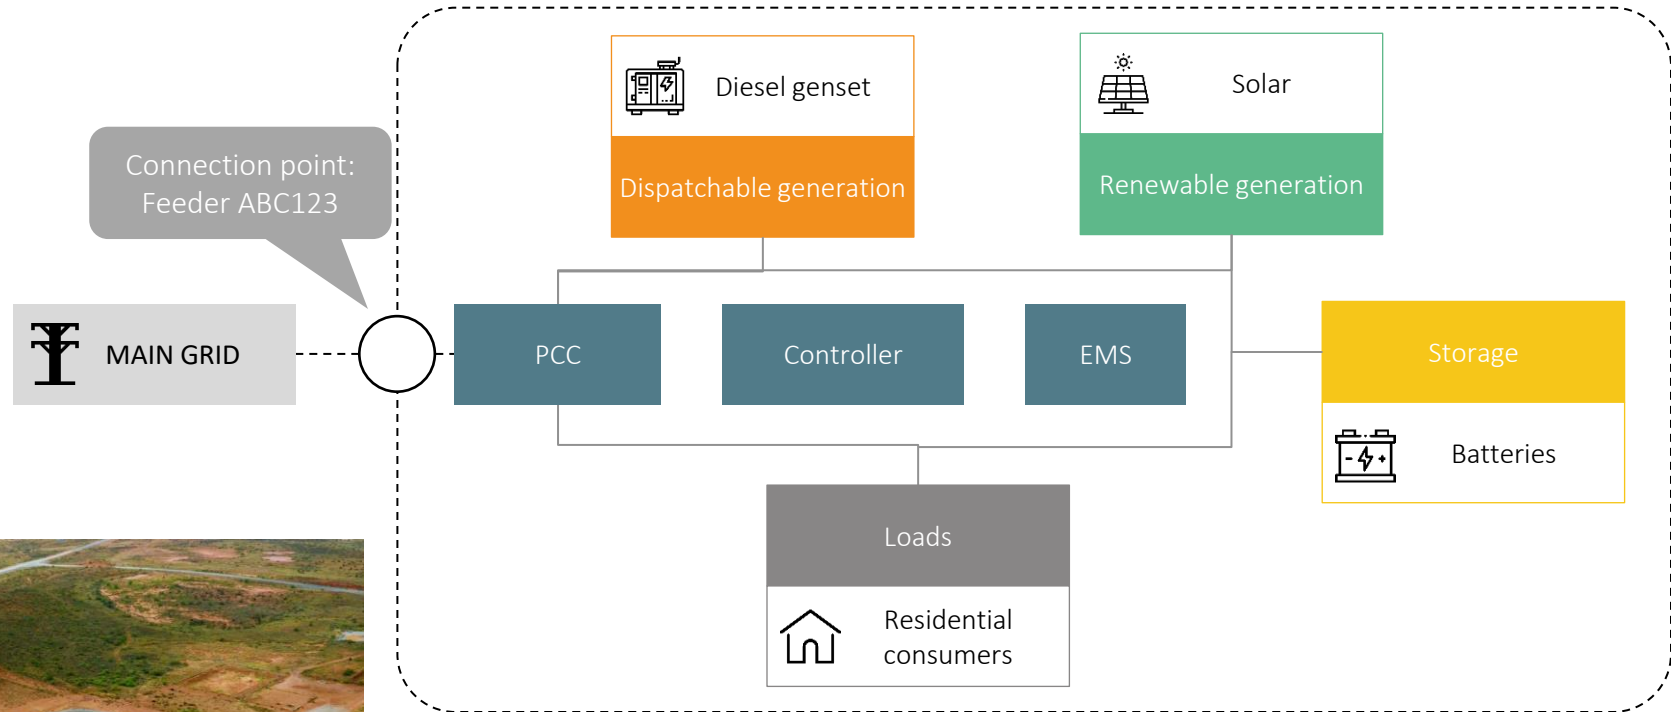 Diesel genset
Dispatchable generation
Solar
Renewable generation
Connection point:
Feeder ABC123
MAIN GRID
PCC
Controller
EMS
Storage
Batteries
Loads
Residential
consumers